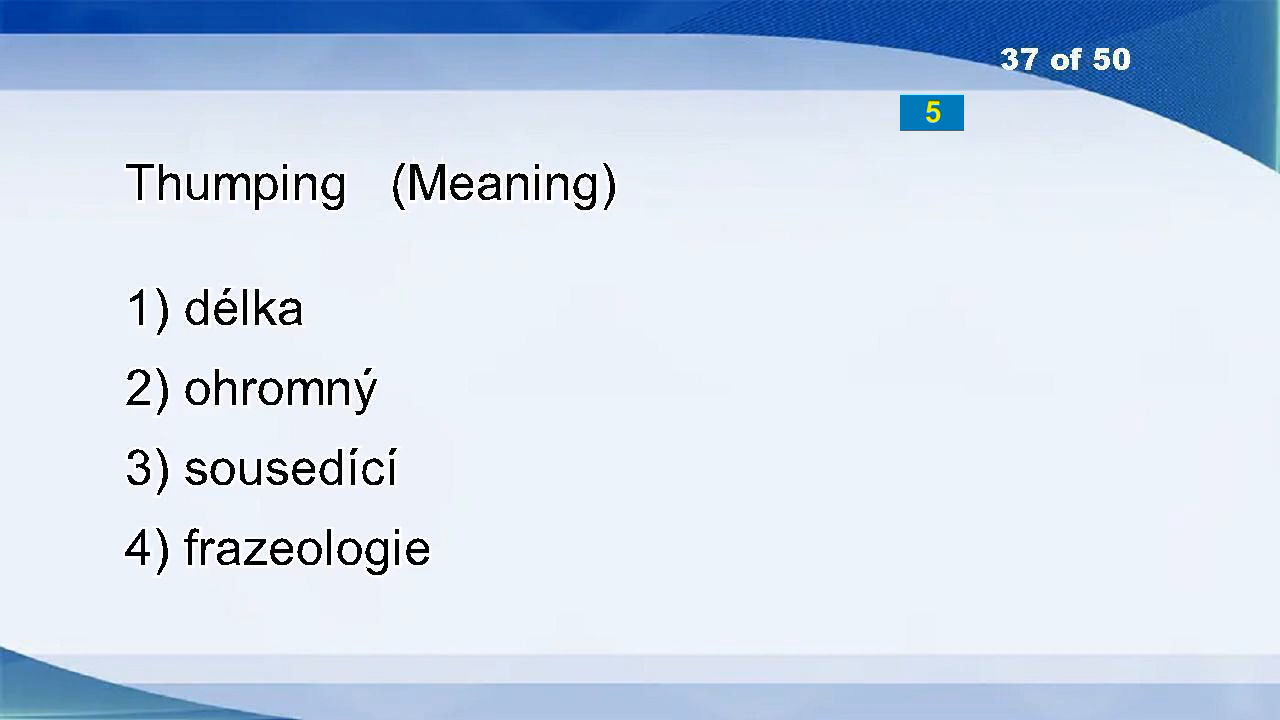 37 of 50
5
Thumping (Meaning)
1) délka
2) ohromný
3) sousedící
4) frazeologie